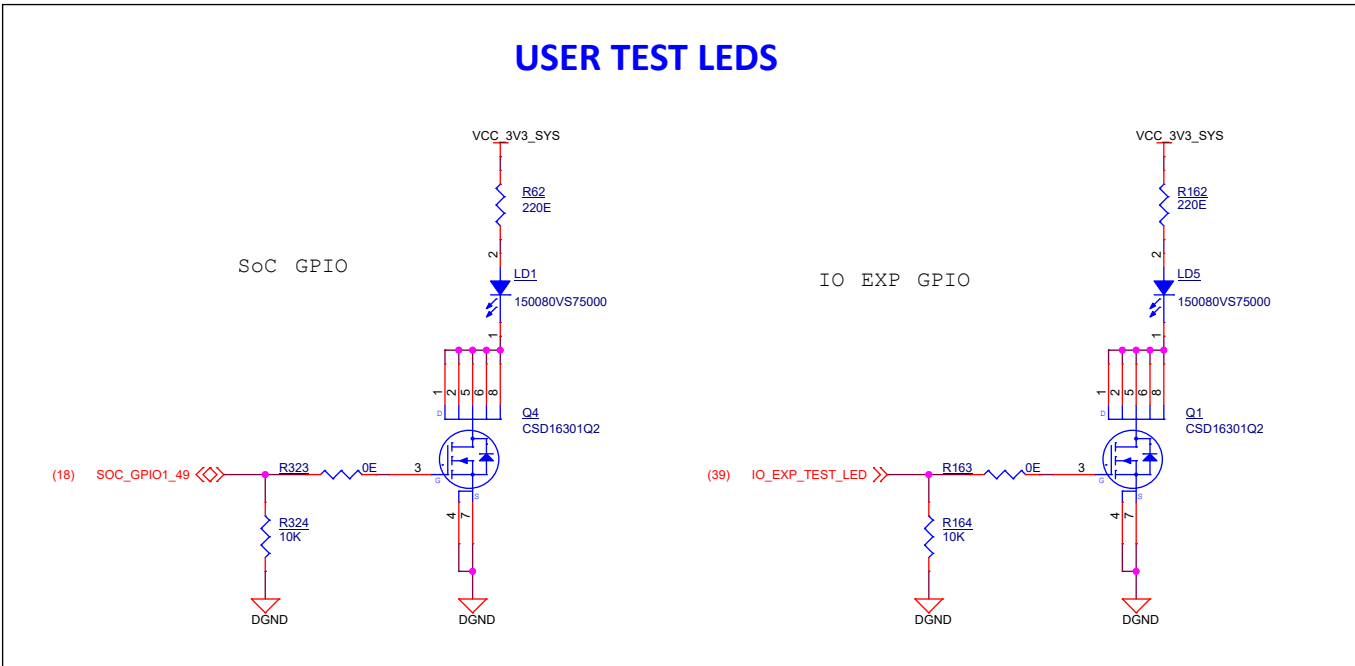 USER TEST LEDS
VCC_3V3_SYS
R62
220E
SoC GPIO
2
LD1
150080VS75000
1
1
2
5
6
8
D
Q4
CSD16301Q2
(18)
SOC_GPIO1_49
R323
0E
3
G
S
4
7
R324
10K
DGND
DGND
VCC_3V3_SYS
R162
220E
IO EXP GPIO
2
LD5
150080VS75000
1
1
2
5
6
8
D
Q1
CSD16301Q2
(39)
IO_EXP_TEST_LED
R163
0E
3
G
S
4
7
R164
10K
DGND
DGND